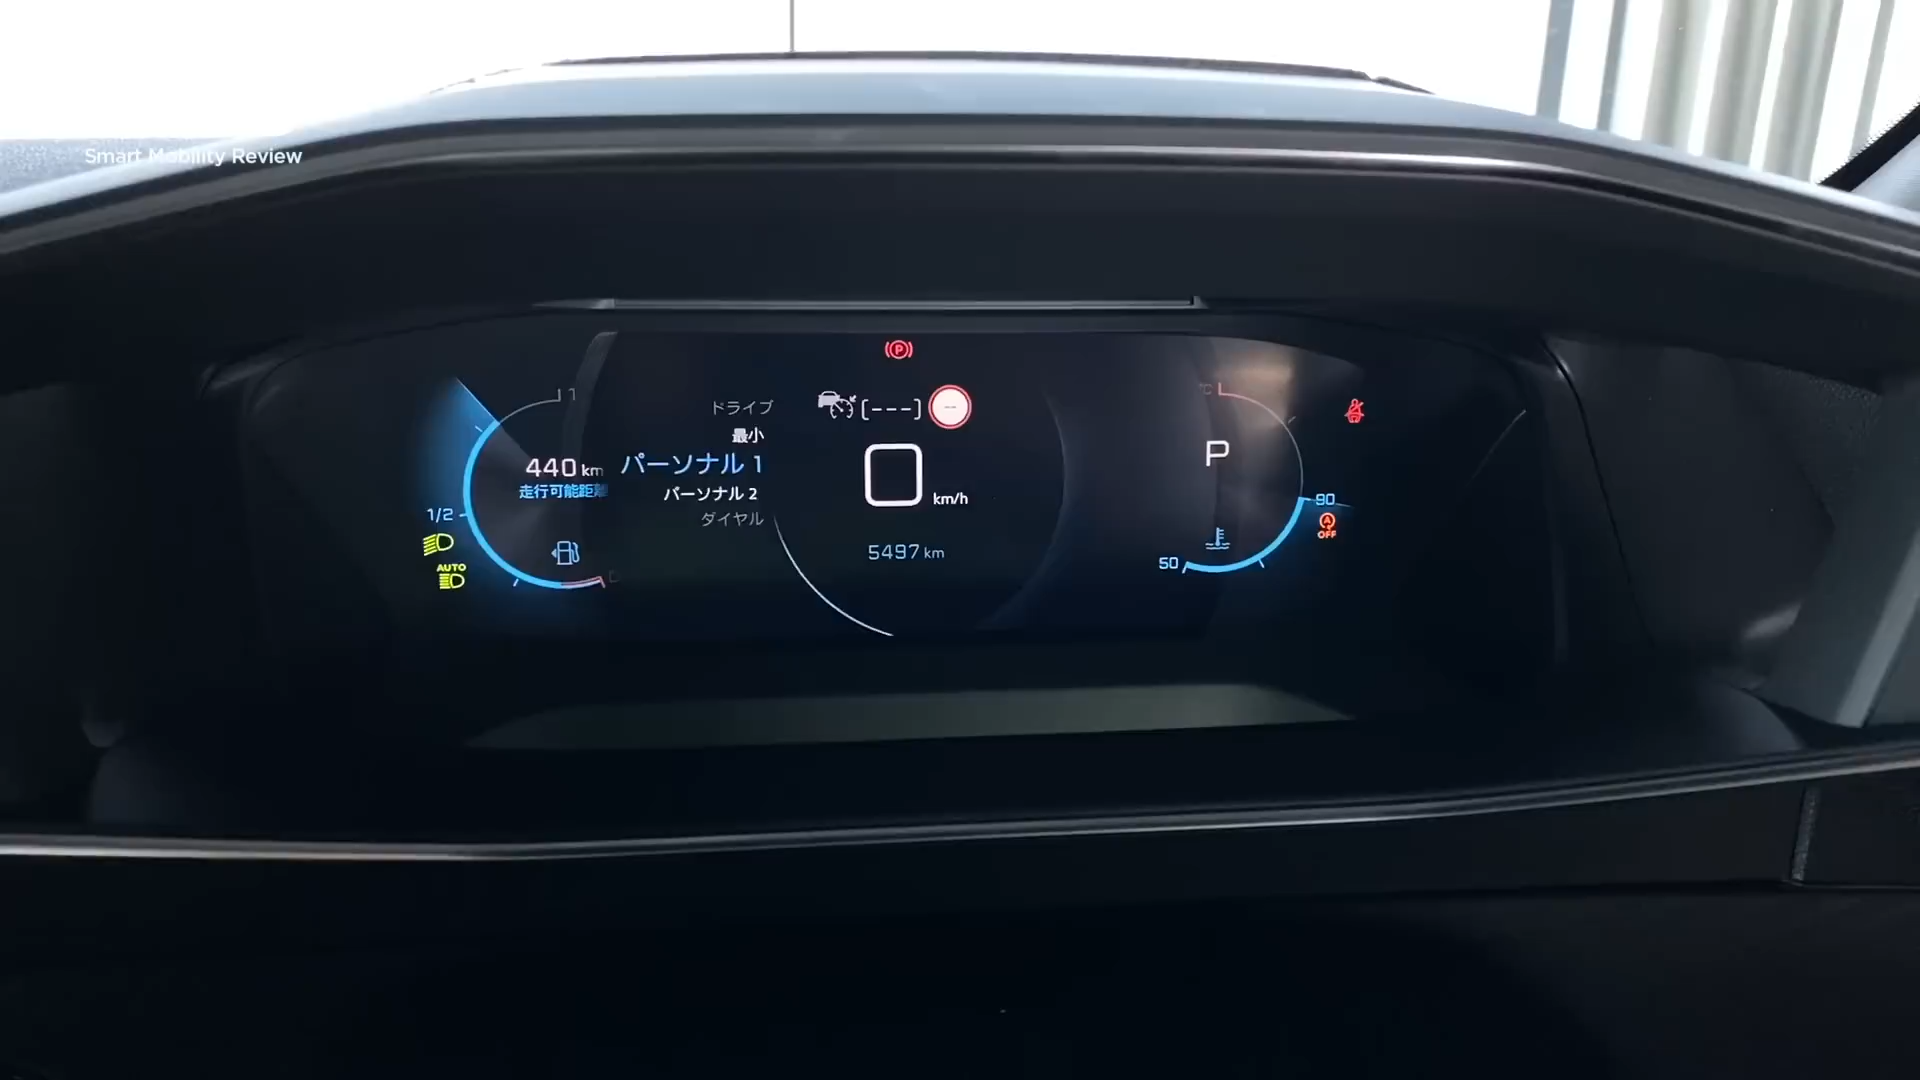 Smart Mobility Review
P
ドライブ
[---]
--
最小
パーソナル 1
パーソナル 2
ダイヤル
1
440 km
走行可能距離
1/2
AUTO
0
km/h
5497 km
°C
P
90
A
OFF
50